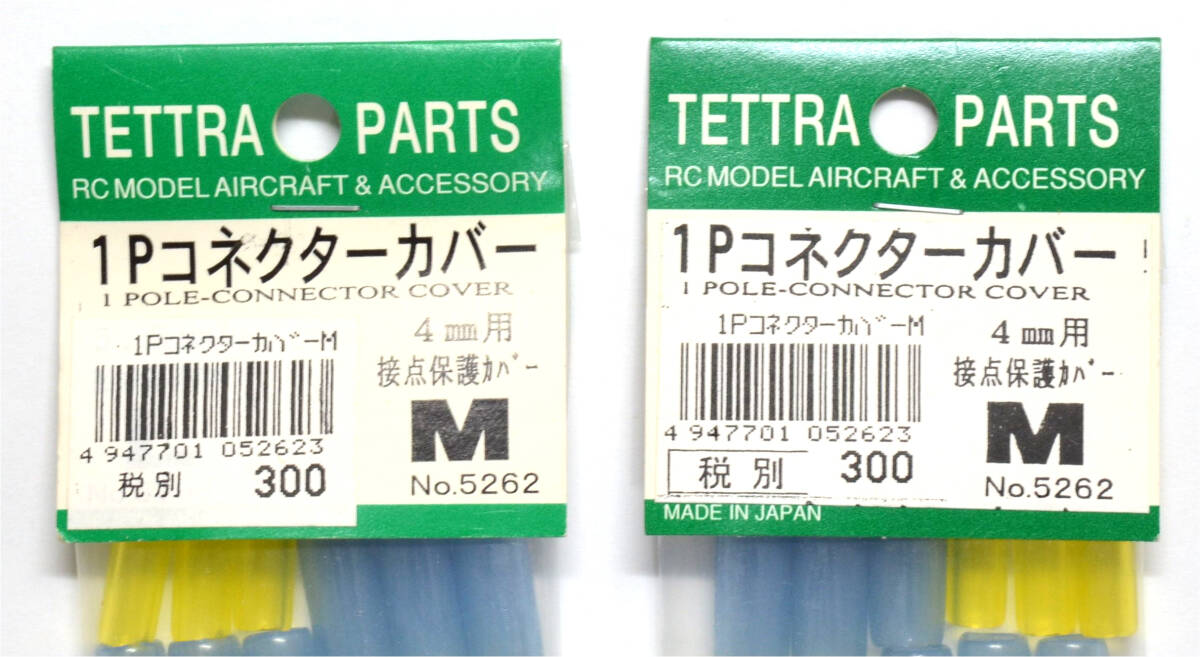 TETTRA PARTS
RC MODEL AIRCRAFT & ACCESSORY
1Pコネクターカバー
1 POLE-CONNECTOR COVER
1PコネクターカバーM
4 947701 052623
税別 300
4mm用
接点保護カバー
M
No.5262
TETTRA PARTS
RC MODEL AIRCRAFT & ACCESSORY
1Pコネクターカバー
1 POLE-CONNECTOR COVER
1PコネクターカバーM
4 947701 052623
税別 300
4mm用
接点保護カバー
M
No.5262
MADE IN JAPAN